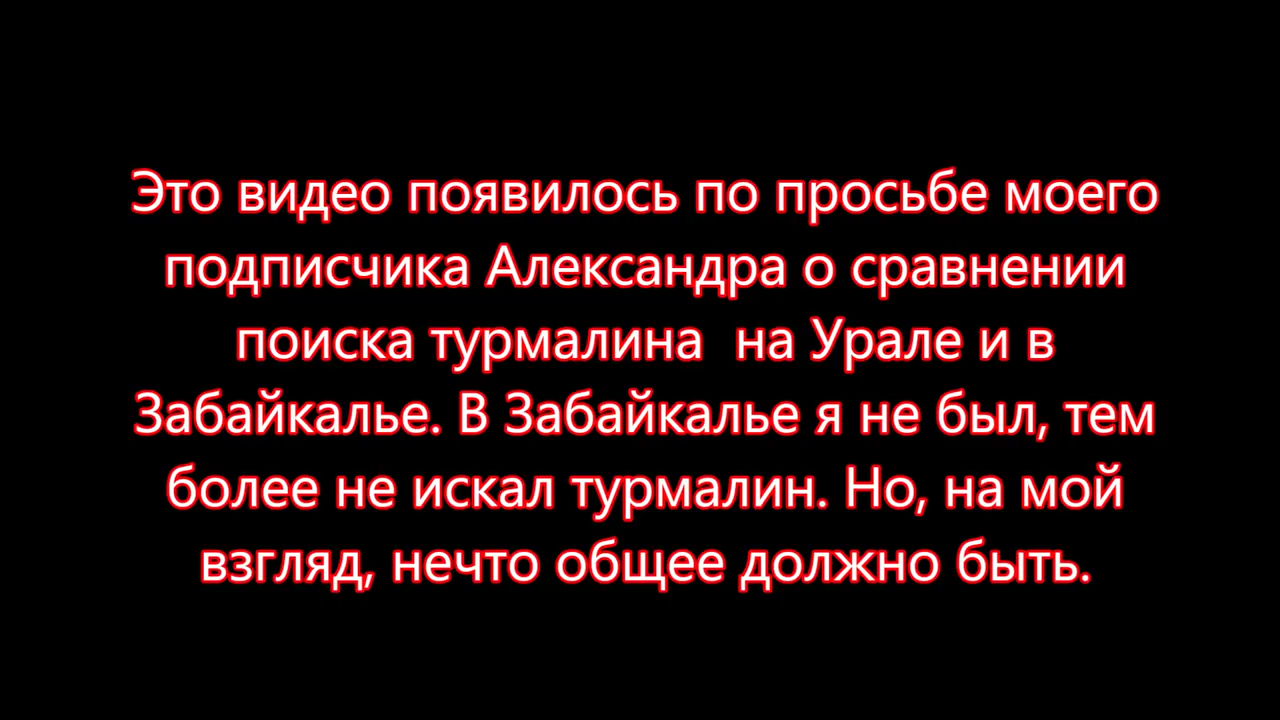 Это видео появилось по просьбе моего
подписчика Александра о сравнении
поиска турмалина  на Урале и в
Забайкалье. В Забайкалье я не был, тем
более не искал турмалин. Но, на мой
взгляд, нечто общее должно быть.